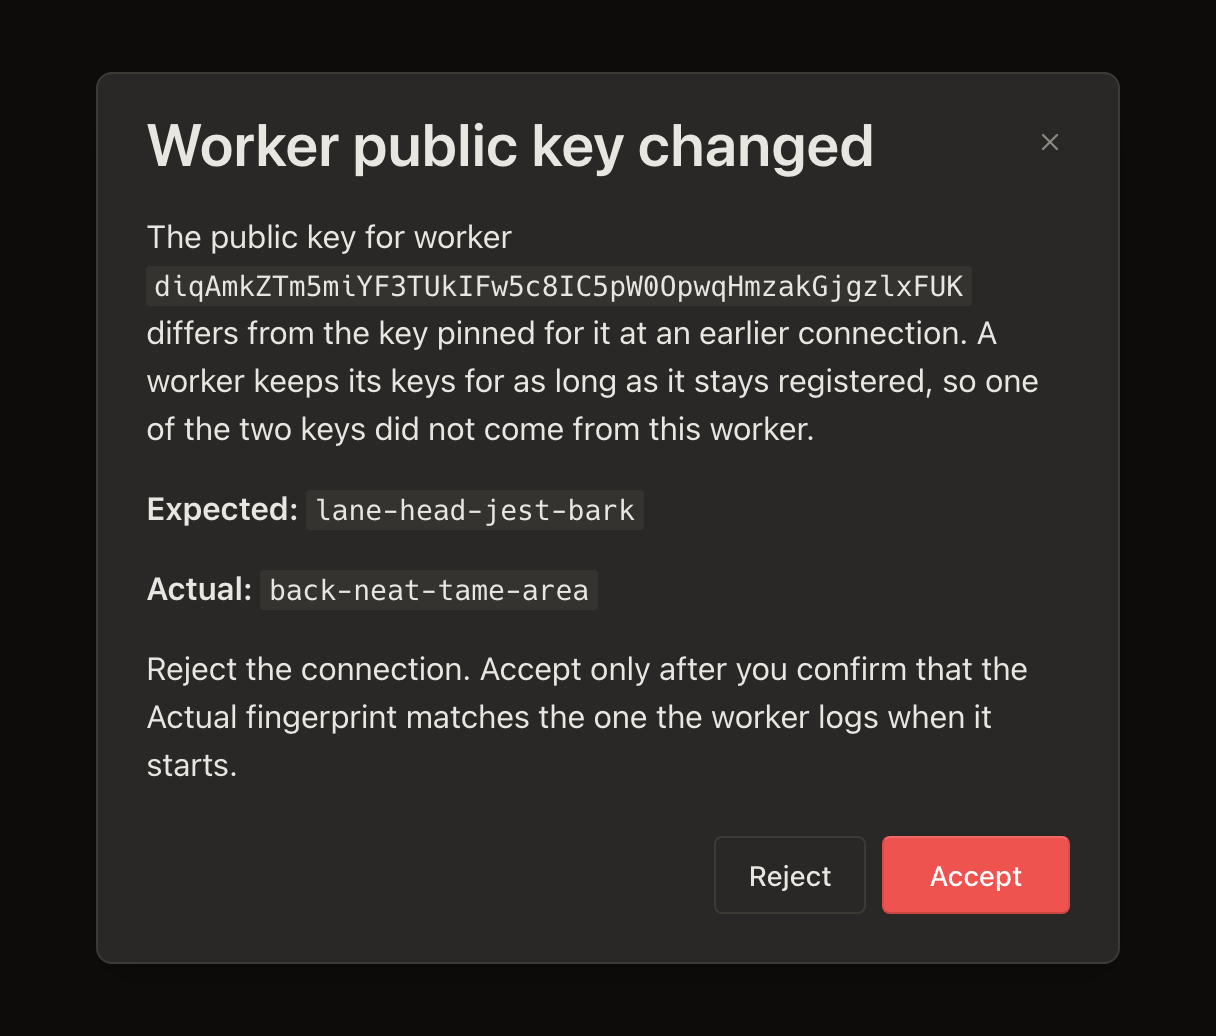 Worker public key changed
The public key for worker
diqAmkZTm5miYF3TUkIFw5c8IC5pW0OpwqHmzakGjgzlxFUK
differs from the key pinned for it at an earlier connection. A
worker keeps its keys for as long as it stays registered, so one
of the two keys did not come from this worker.
Expected: lane-head-jest-bark
Actual: back-neat-tame-area
Reject the connection. Accept only after you confirm that the
Actual fingerprint matches the one the worker logs when it
starts.
Reject
Accept